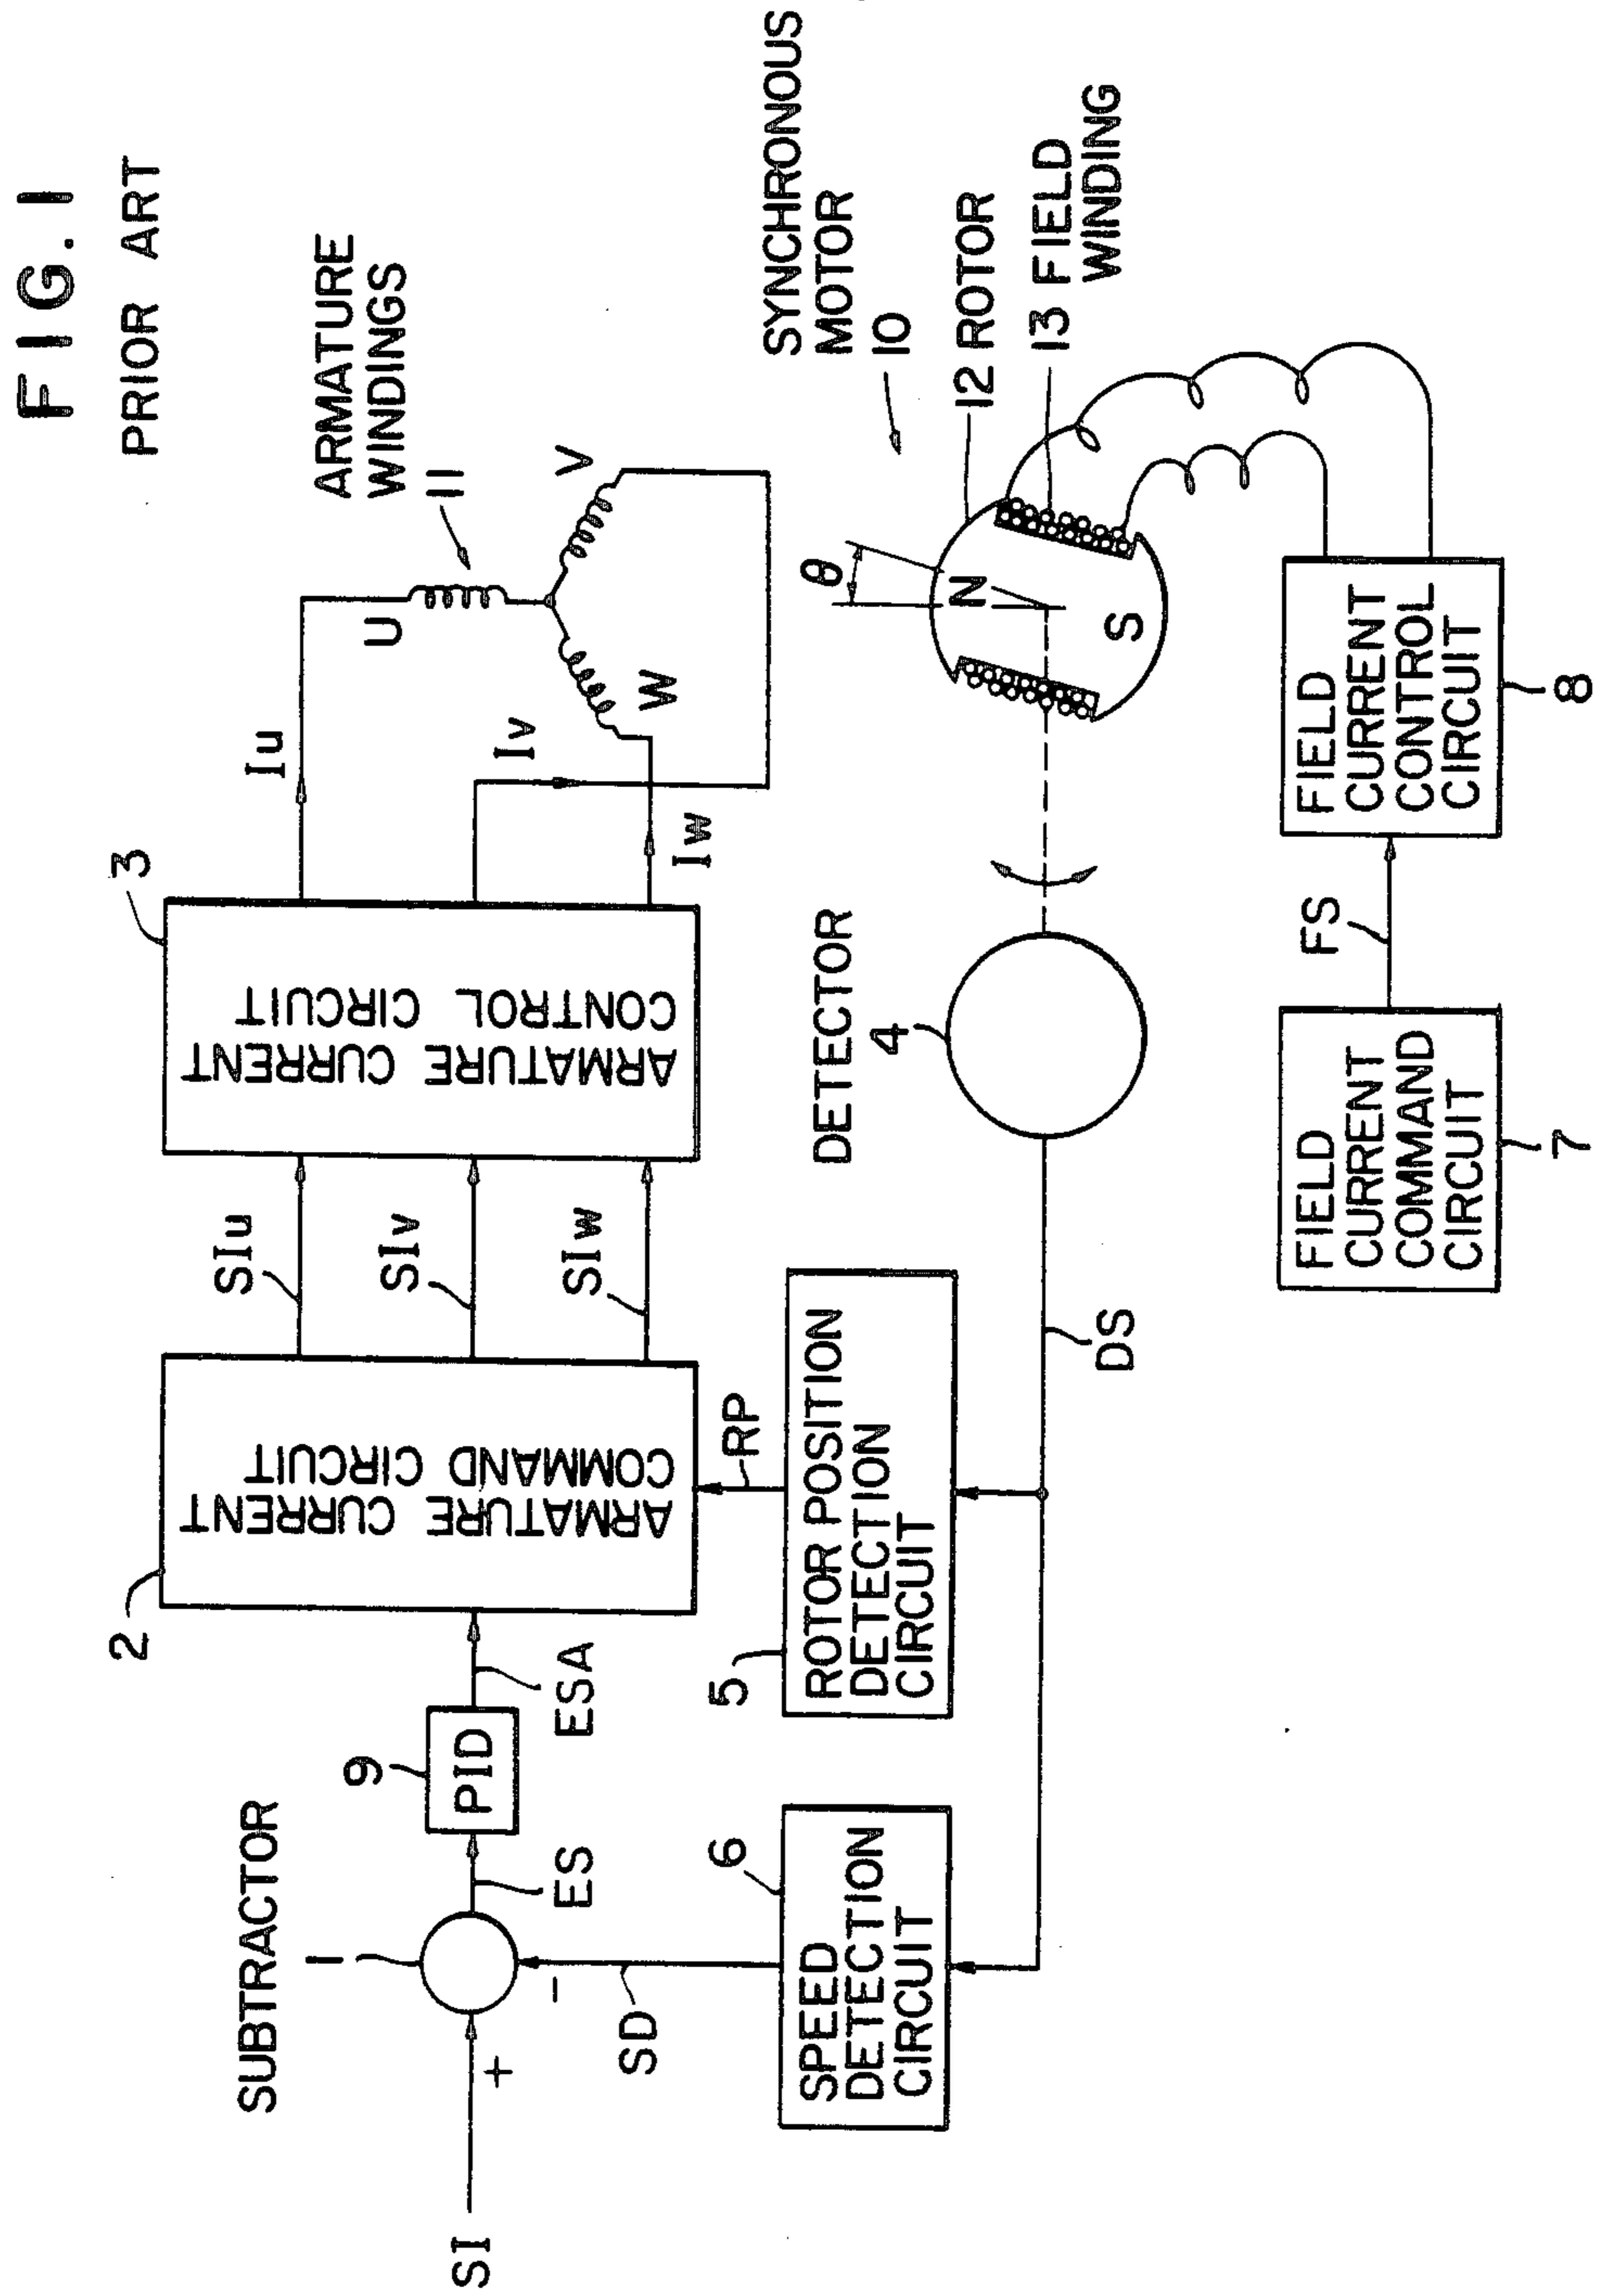 FIG. 1
PRIOR ART
ARMATURE
WINDINGS
11
U
V
W
Iu
Iv
Iw
3
ARMATURE CURRENT
CONTROL CIRCUIT
SIu
SIv
SIw
2
ARMATURE CURRENT
COMMAND CIRCUIT
ESA
9
PID
ES
SUBTRACTOR
1
+
-
SI
SD
6
SPEED
DETECTION
CIRCUIT
5
ROTOR POSITION
DETECTION
CIRCUIT
RP
DS
DETECTOR
4
SYNCHRONOUS
MOTOR
10
12 ROTOR
13 FIELD
WINDING
θ
N
S
FIELD
CURRENT
COMMAND
CIRCUIT
7
FS
FIELD
CURRENT
CONTROL
CIRCUIT
8